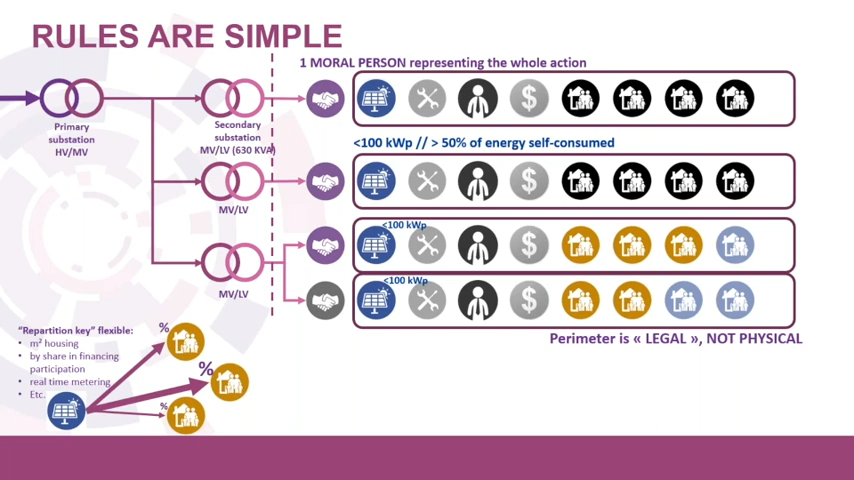 RULES ARE SIMPLE
1 MORAL PERSON representing the whole action
Primary
substation
HV/MV
Secondary
substation
MV/LV (630 KVA)
$
<100 kWp // > 50% of energy self-consumed
MV/LV
$
<100 kWp
MV/LV
$
<100 kWp
$
Perimeter is « LEGAL », NOT PHYSICAL
"Repartition key" flexible:
• m² housing
• by share in financing
participation
• real time metering
• Etc.
%
%
%